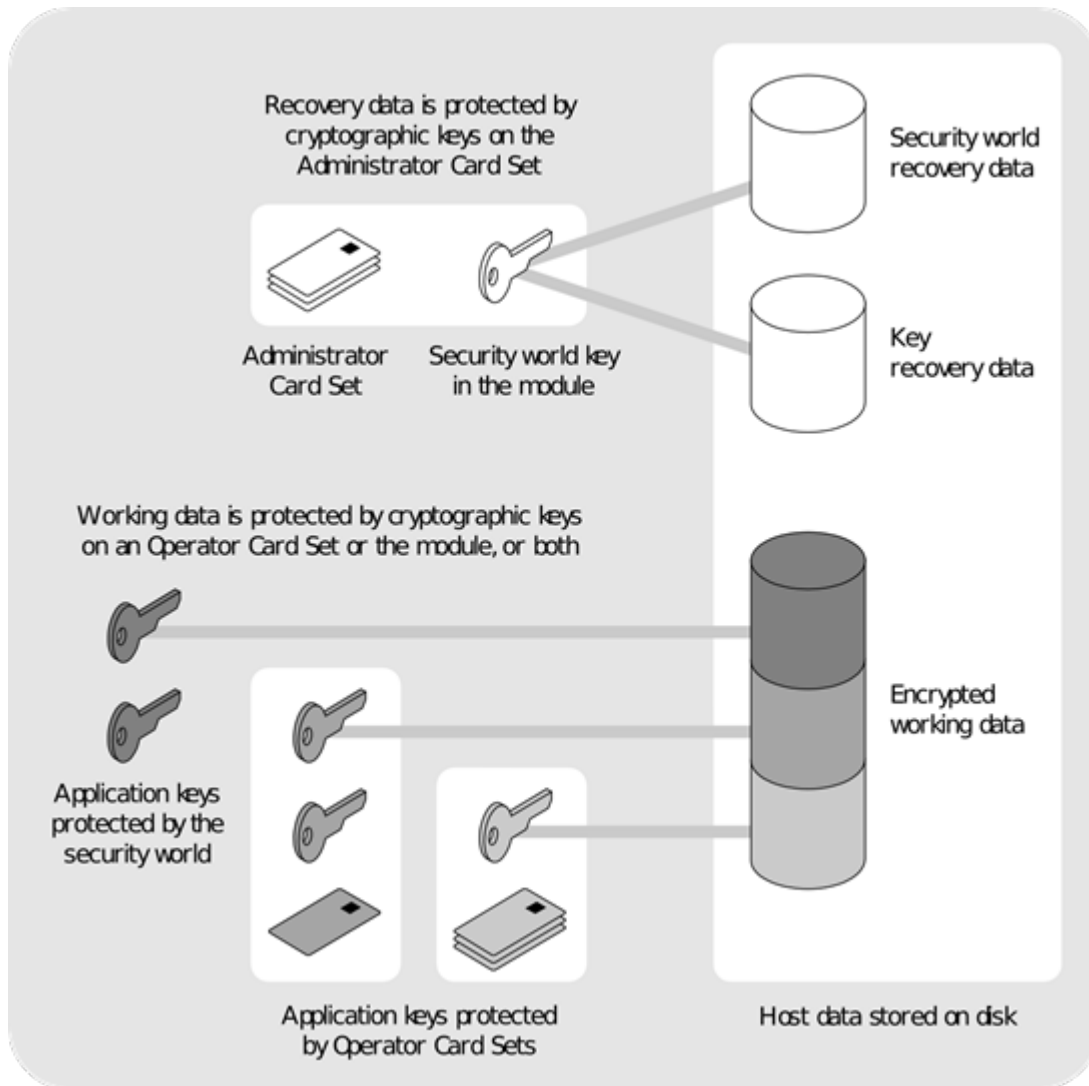 Recovery data is protected by
cryptographic keys on the
Administrator Card Set
Security world
recovery data
Administrator
Card Set
Security world key
in the module
Key
recovery data
Working data is protected by cryptographic keys
on an Operator Card Set or the module, or both
Encrypted
working data
Application keys
protected by the
security world
Application keys protected
by Operator Card Sets
Host data stored on disk